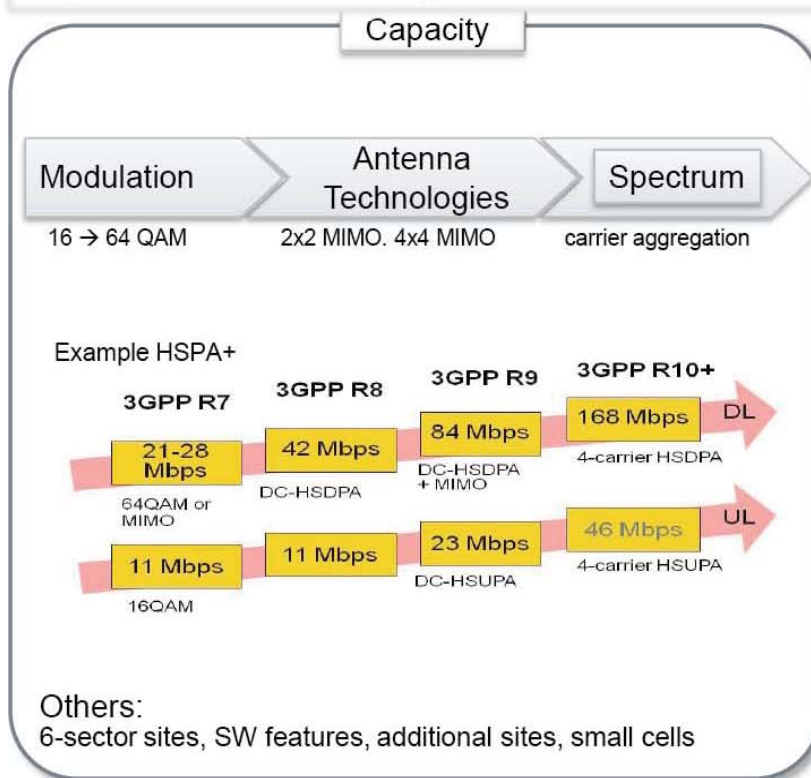 Capacity
Modulation
Antenna
Technologies
Spectrum
16 → 64 QAM
2x2 MIMO. 4x4 MIMO
carrier aggregation
Example HSPA+
3GPP R7
3GPP R8
3GPP R9
3GPP R10+
21-28
Mbps
42 Mbps
84 Mbps
168 Mbps
DL
64QAM or
MIMO
DC-HSDPA
DC-HSDPA
+ MIMO
4-carrier HSDPA
11 Mbps
11 Mbps
23 Mbps
46 Mbps
UL
16QAM
DC-HSUPA
4-carrier HSUPA
Others:
6-sector sites, SW features, additional sites, small cells